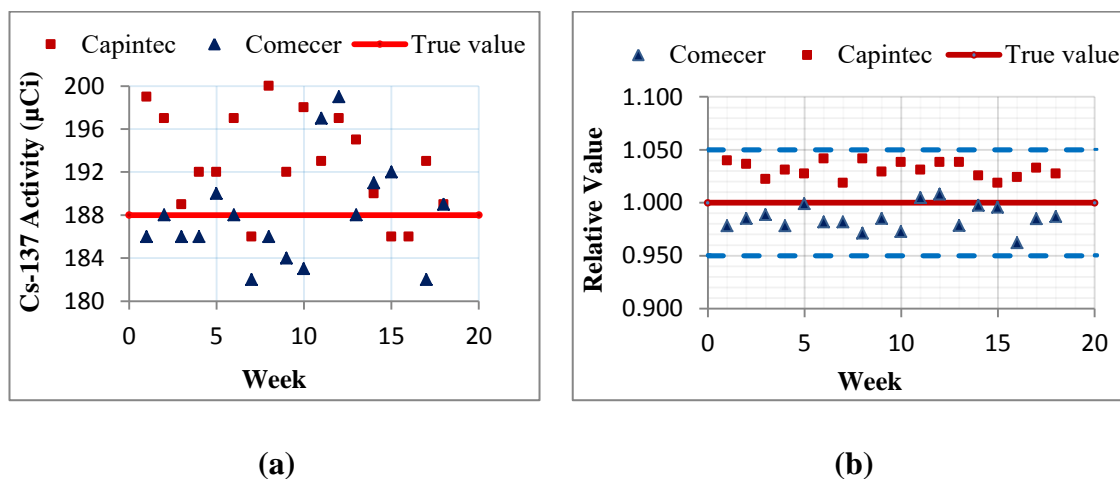 Capintec Comecer True value
Cs-137 Activity (μCi)
200
196
192
188
184
180
0 5 10 15 20
Week
(a)
Comecer Capintec True value
Relative Value
1.100
1.050
1.000
0.950
0.900
0 5 10 15 20
Week
(b)